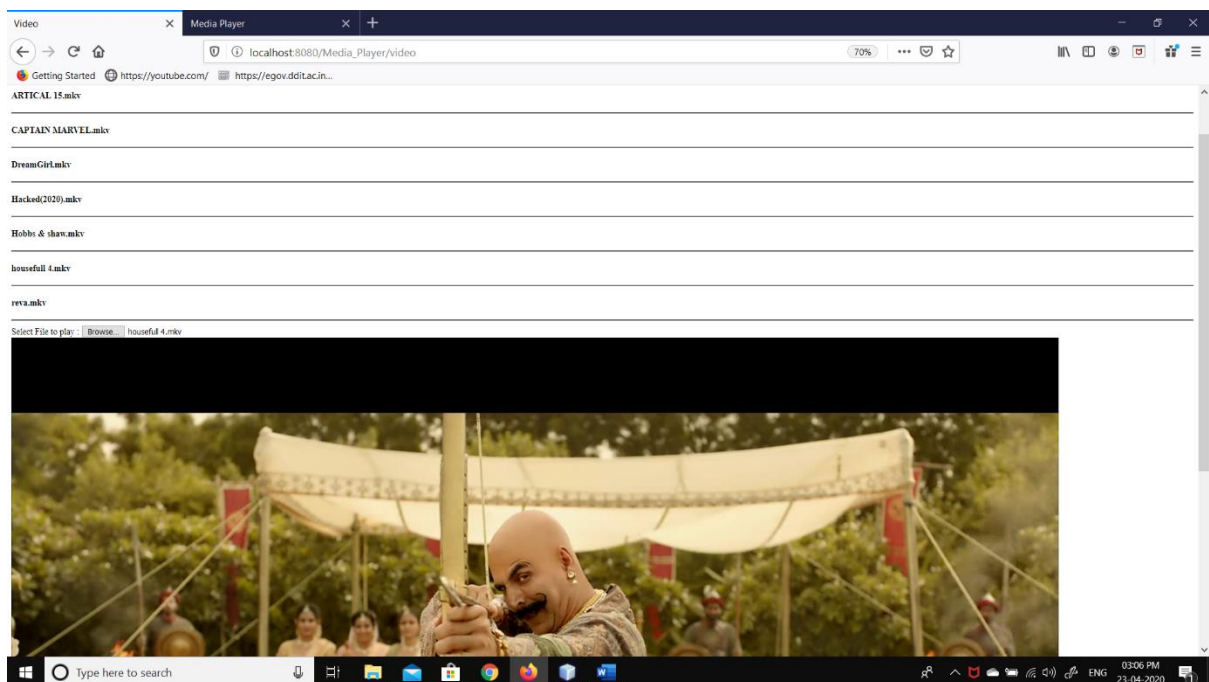 Video
Media Player
localhost:8080/Media_Player/video
70%
Getting Started
https://youtube.com/
https://egov.ddit.ac.in...
ARTICAL 15.mkv
CAPTAIN MARVEL.mkv
DreamGirl.mkv
Hacked(2020).mkv
Hobbs & shaw.mkv
housefull 4.mkv
reva.mkv
Select File to play : Browse... houseful 4.mkv
Type here to search
ENG
03:06 PM
23-04-2020